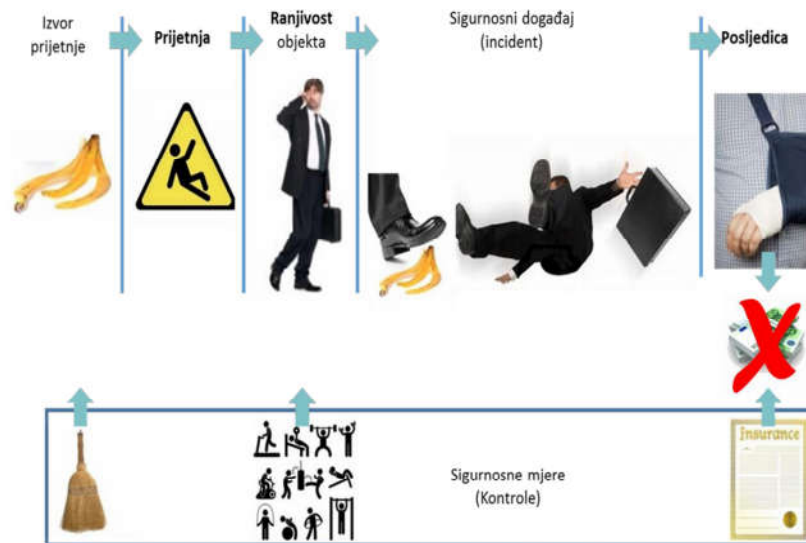 Izvor
prijetnje
Prijetnja
Ranjivost
objekta
Sigurnosni događaj
(incident)
Posljedica
Insurance
Sigurnosne mjere
(Kontrole)